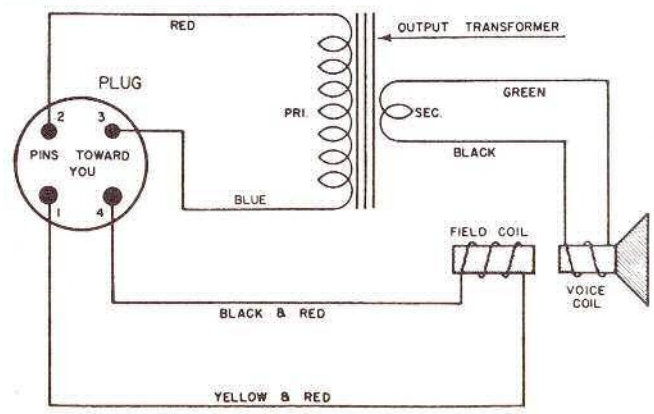 RED
OUTPUT TRANSFORMER
PLUG
GREEN
2 3
PRI. SEC.
PINS TOWARD
YOU
BLACK
BLUE
1 4
FIELD COIL
VOICE
COIL
BLACK & RED
YELLOW & RED